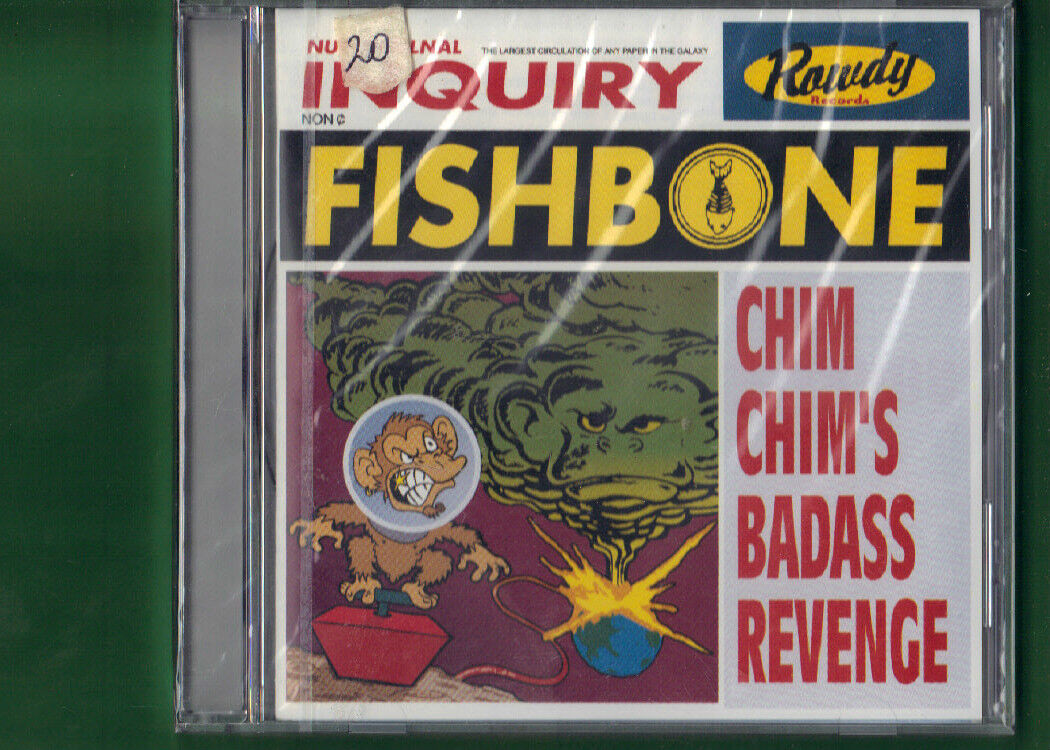 20
THE LARGEST CIRCULATION OF ANY PAPER IN THE GALAXY
INQUIRY
NON ¢
Rowdy
Records
FISHBONE
CHIM
CHIM'S
BADASS
REVENGE